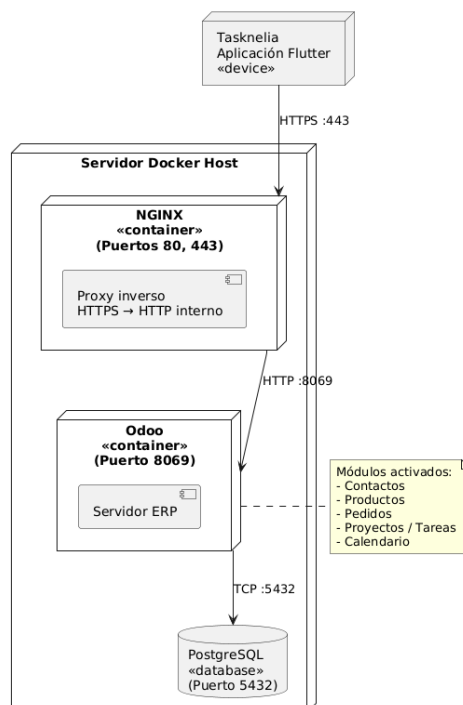 Tasknelia
Aplicación Flutter
«device»
HTTPS :443
Servidor Docker Host
NGINX
«container»
(Puertos 80, 443)
Proxy inverso
HTTPS → HTTP interno
HTTP :8069
Odoo
«container»
(Puerto 8069)
Servidor ERP
Módulos activados:
- Contactos
- Productos
- Pedidos
- Proyectos / Tareas
- Calendario
TCP :5432
PostgreSQL
«database»
(Puerto 5432)